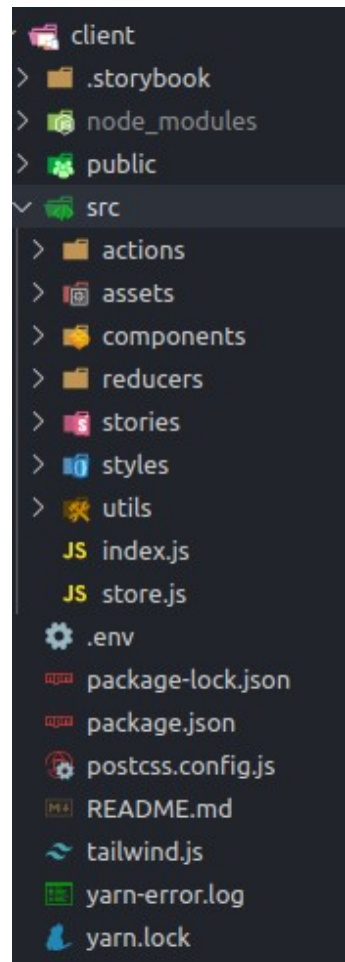 client
.storybook
node_modules
public
src
actions
assets
components
reducers
stories
styles
utils
JS index.js
JS store.js
.env
package-lock.json
package.json
postcss.config.js
README.md
tailwind.js
yarn-error.log
yarn.lock